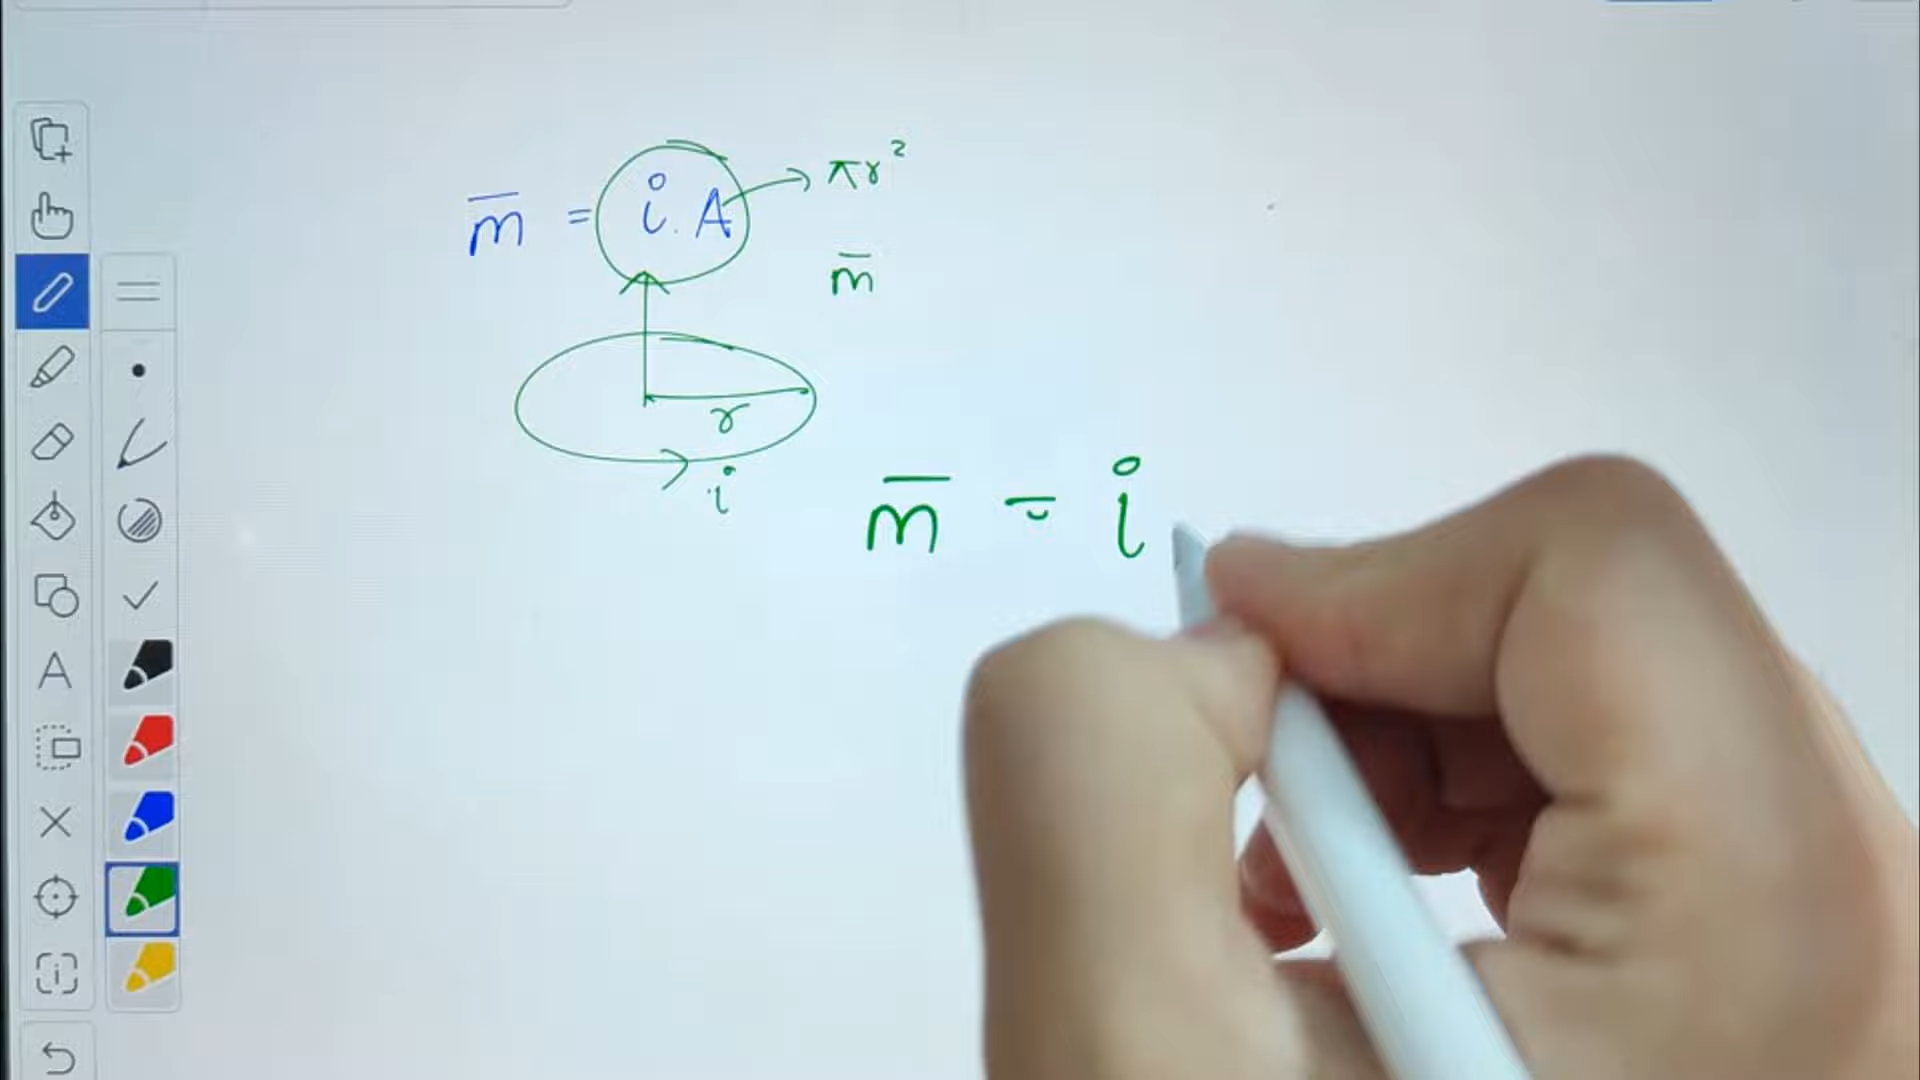 m̅ = i.A → πr²
m̅
r
i
m̅ = i
A